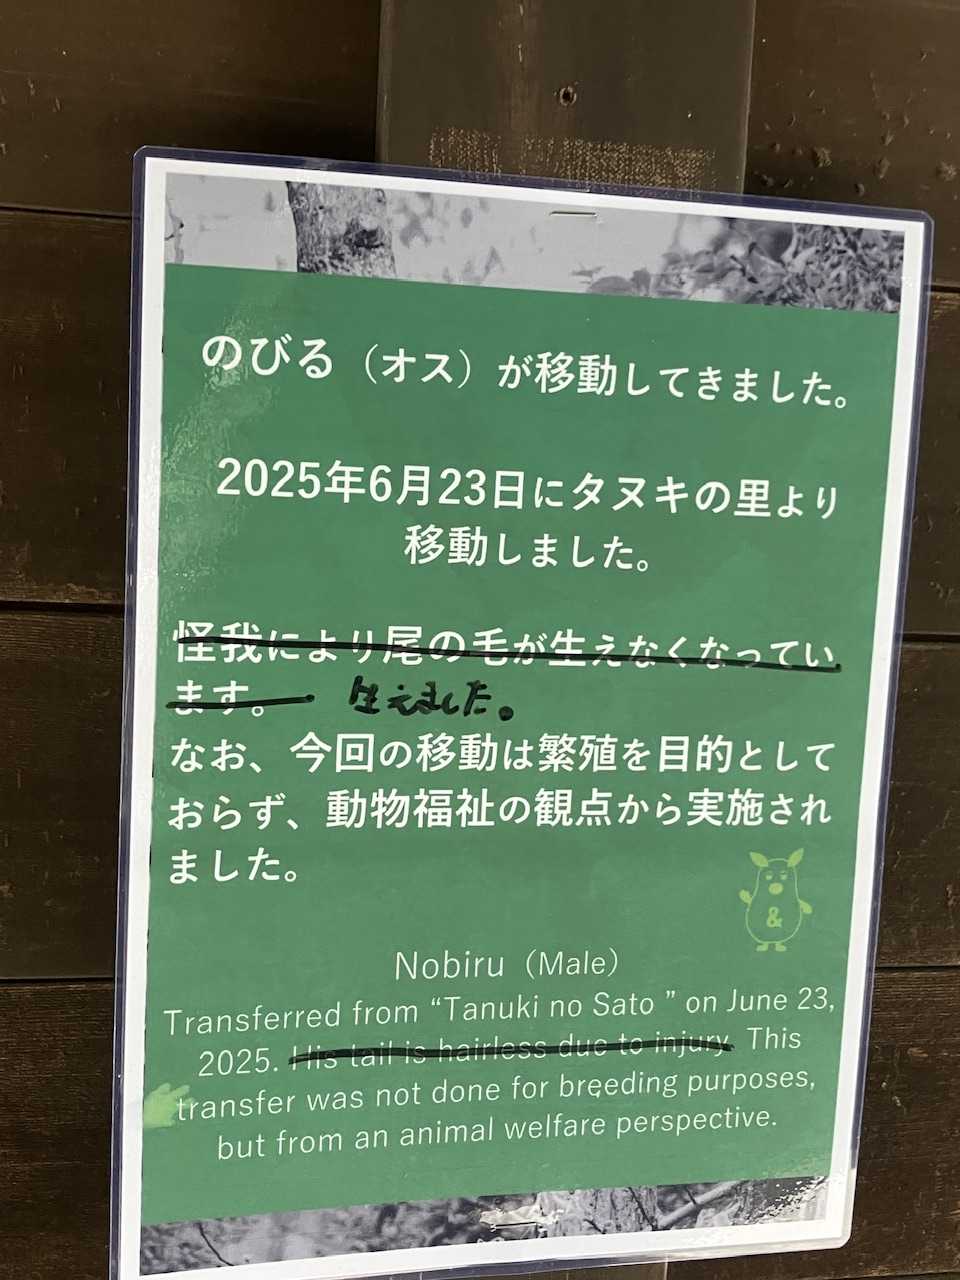 のびる（オス）が移動してきました。
2025年6月23日にタヌキの里より
移動しました。
怪我により尾の毛が生えなくなってい
ます。 生えました。
なお、今回の移動は繁殖を目的として
おらず、動物福祉の観点から実施され
ました。
&
Nobiru（Male）
Transferred from “Tanuki no Sato ” on June 23,
2025. His tail is hairless due to injury. This
transfer was not done for breeding purposes,
but from an animal welfare perspective.